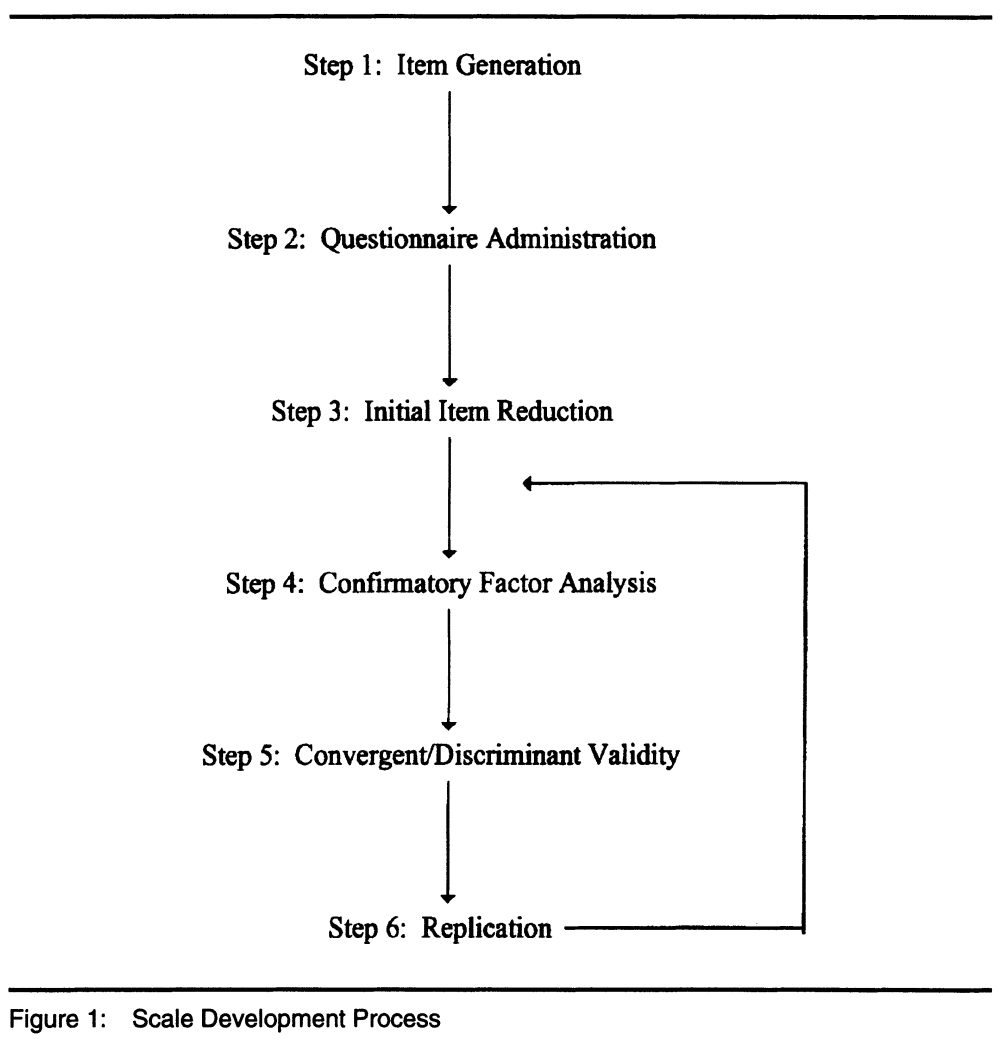 Step 1: Item Generation
Step 2: Questionnaire Administration
Step 3: Initial Item Reduction
Step 4: Confirmatory Factor Analysis
Step 5: Convergent/Discriminant Validity
Step 6: Replication
Figure 1: Scale Development Process